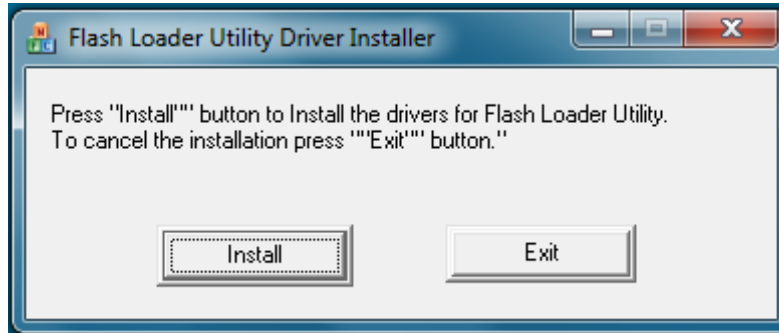 Flash Loader Utility Driver Installer
Press "Install"" button to Install the drivers for Flash Loader Utility.
To cancel the installation press ""Exit"" button."
Install
Exit